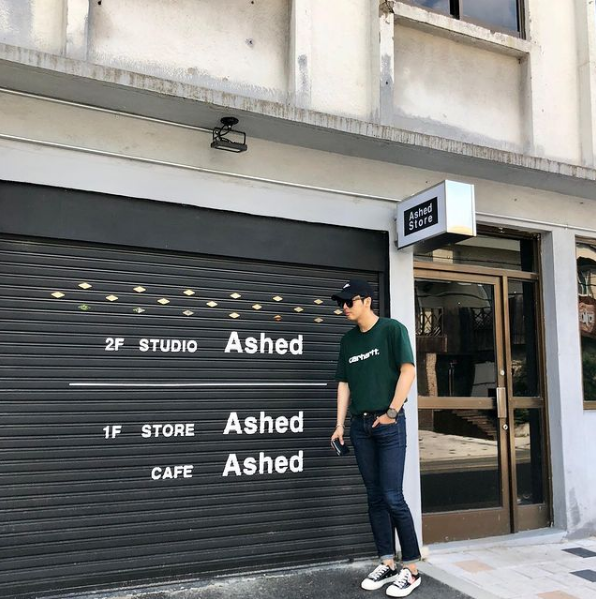 Ashed
Store
2F STUDIO Ashed
carhartt.
1F STORE Ashed
CAFE Ashed